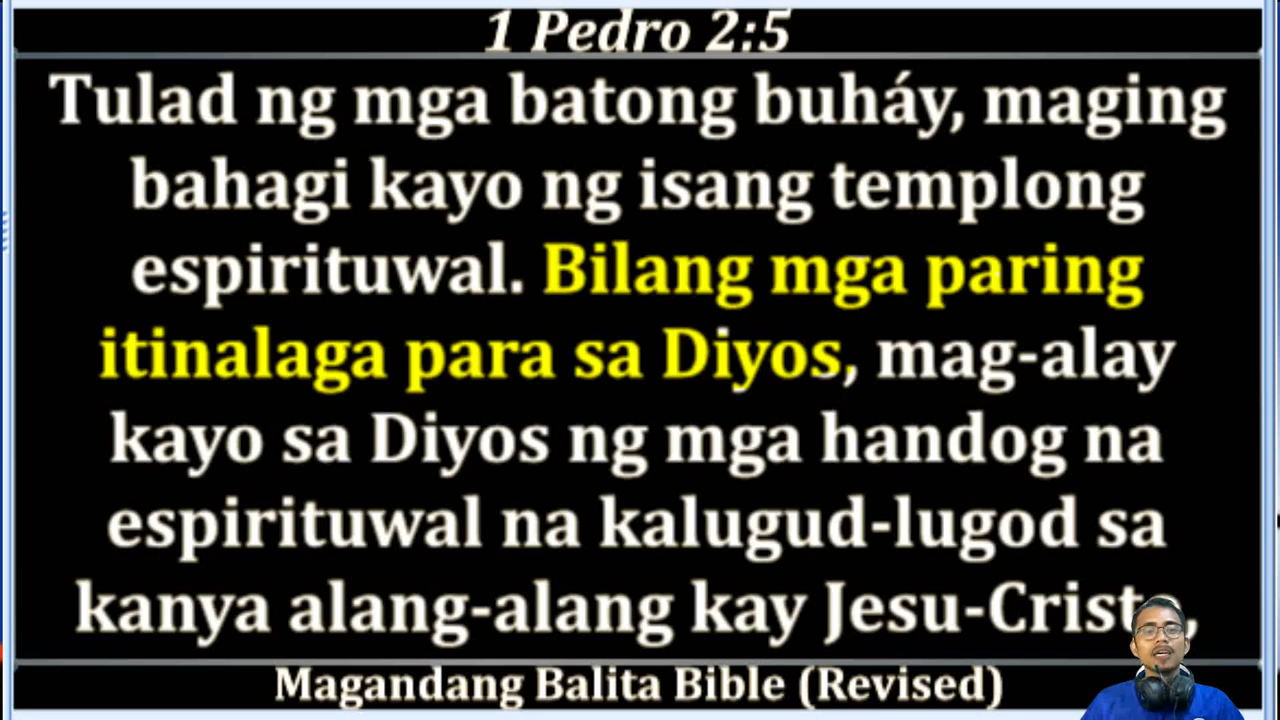 1 Pedro 2:5
Tulad ng mga batong buháy, maging
bahagi kayo ng isang templong
espirituwal. Bilang mga paring
itinalaga para sa Diyos, mag-alay
kayo sa Diyos ng mga handog na
espirituwal na kalugud-lugod sa
kanya alang-alang kay Jesu-Cristo,
Magandang Balita Bible (Revised)